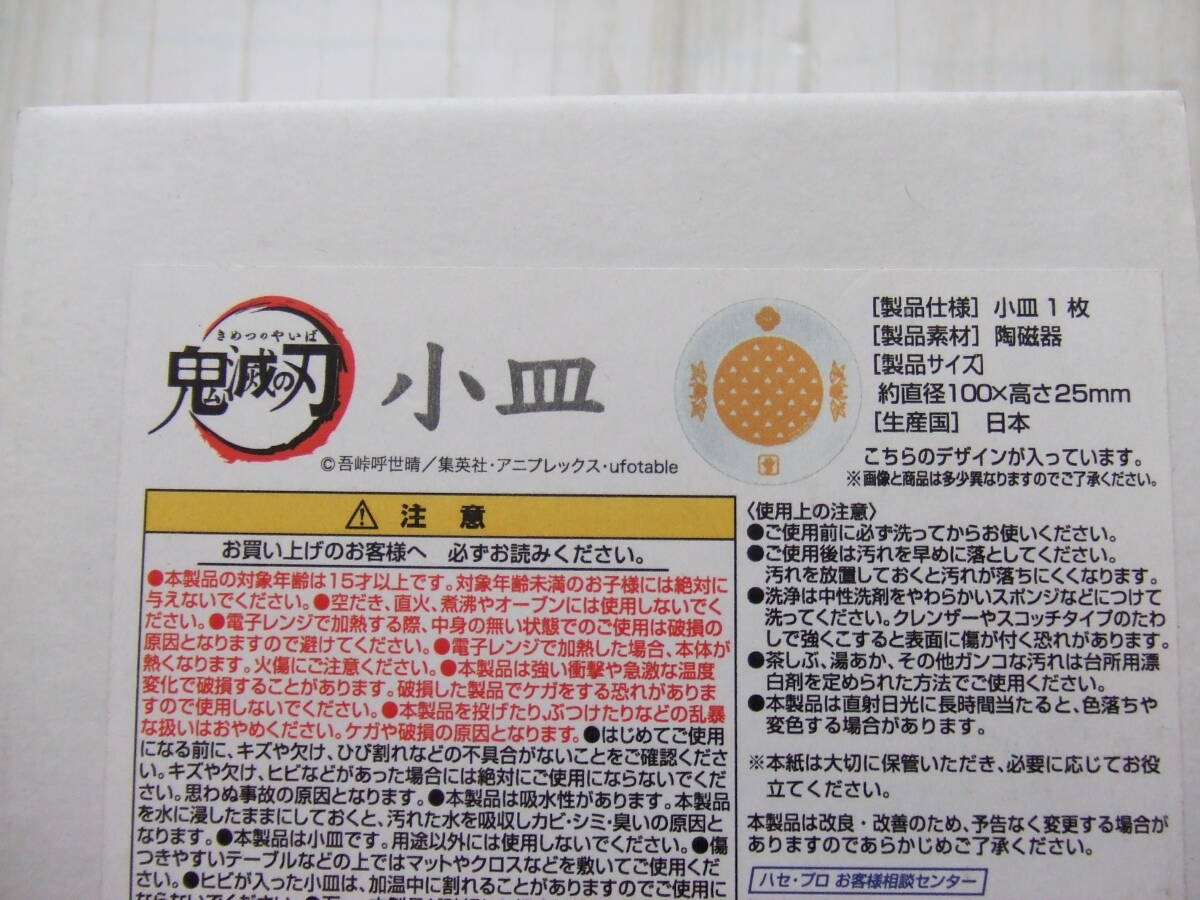 きめつのやいば
鬼滅の刃
小皿
©吾峠呼世晴／集英社・アニプレックス・ufotable
[製品仕様] 小皿１枚
[製品素材] 陶磁器
[製品サイズ]
約直径100×高さ25mm
[生産国] 日本
こちらのデザインが入っています。
※画像と商品は多少異なりますのでご了承ください。
⚠ 注 意
お買い上げのお客様へ 必ずお読みください。
●本製品の対象年齢は15才以上です。対象年齢未満のお子様には絶対に
与えないでください。●空だき、直火、煮沸やオーブンには使用しないでく
ださい。●電子レンジで加熱する際、中身の無い状態でのご使用は破損の
原因となりますので避けてください。●電子レンジで加熱した場合、本体が
熱くなります。火傷にご注意ください。●本製品は強い衝撃や急激な温度
変化で破損することがあります。破損した製品でケガをする恐れがありま
すので使用しないでください。●本製品を投げたり、ぶつけたりなどの乱暴
な扱いはおやめください。ケガや破損の原因となります。●はじめてご使用
になる前に、キズや欠け、ひび割れなどの不具合がないことをご確認くださ
い。キズや欠け、ヒビなどがあった場合には絶対にご使用にならないでくだ
さい。思わぬ事故の原因となります。●本製品は吸水性があります。本製品
を水に浸したままにしておくと、汚れた水を吸収しカビ・シミ・臭いの原因と
なります。●本製品は小皿です。用途以外には使用しないでください。●傷
つきやすいテーブルなどの上ではマットやクロスなどを敷いてご使用くだ
さい。●ヒビが入った小皿は、加温中に割れることがありますのでご使用に
ならないでください。
〈使用上の注意〉
●ご使用前に必ず洗ってからお使いください。
●ご使用後は汚れを早めに落としてください。
汚れを放置しておくと汚れが落ちにくくなります。
●洗浄は中性洗剤をやわらかいスポンジなどにつけて
洗ってください。クレンザーやスコッチタイプのたわ
しで強くこすると表面に傷が付く恐れがあります。
●茶しぶ、湯あか、その他ガンコな汚れは台所用漂
白剤を定められた方法でご使用ください。
●本製品は直射日光に長時間当たると、色落ちや
変色する場合があります。
※本紙は大切に保管いただき、必要に応じてお役
立てください。
本製品は改良・改善のため、予告なく変更する場合が
ありますのであらかじめご了承ください。
ハセ・プロ お客様相談センター